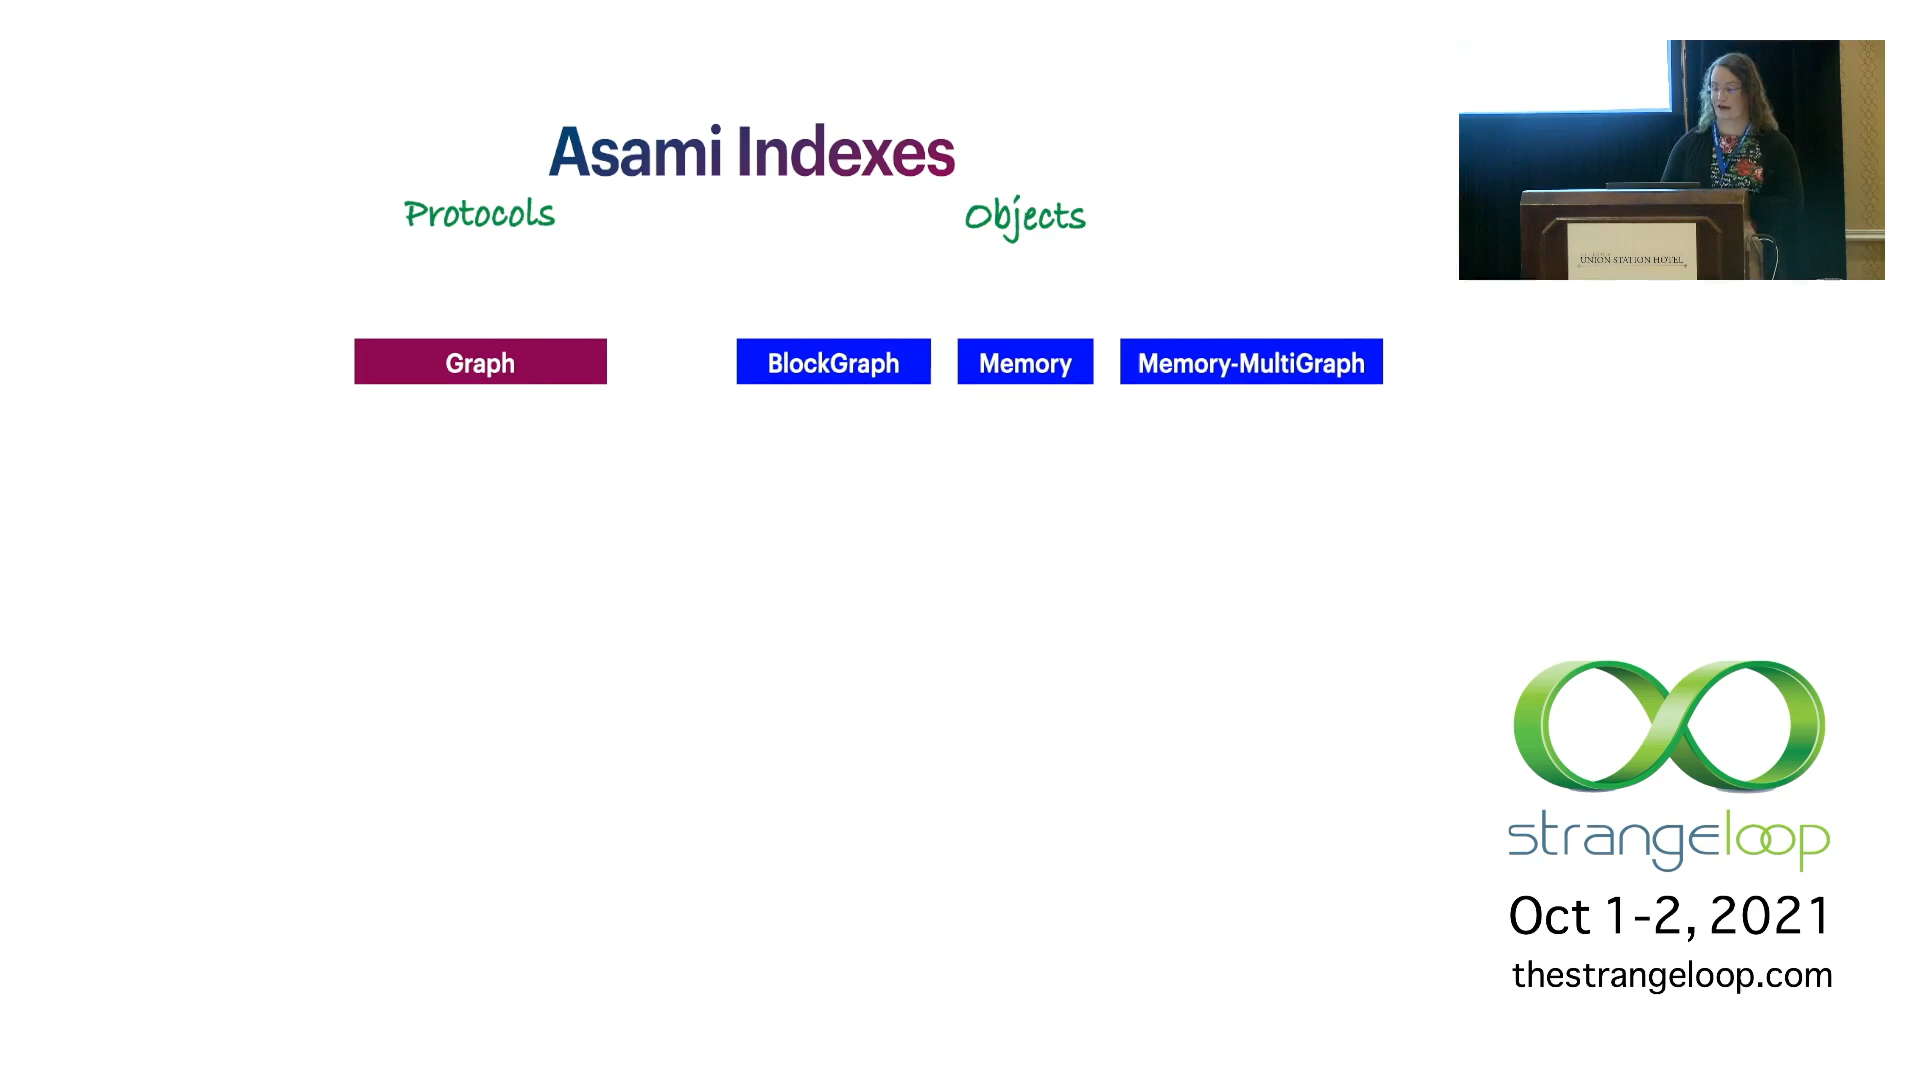 Asami Indexes
Protocols
Objects
Graph
BlockGraph
Memory
Memory-MultiGraph
UNION STATION HOTEL
strangeloop
Oct 1-2, 2021
thestrangeloop.com